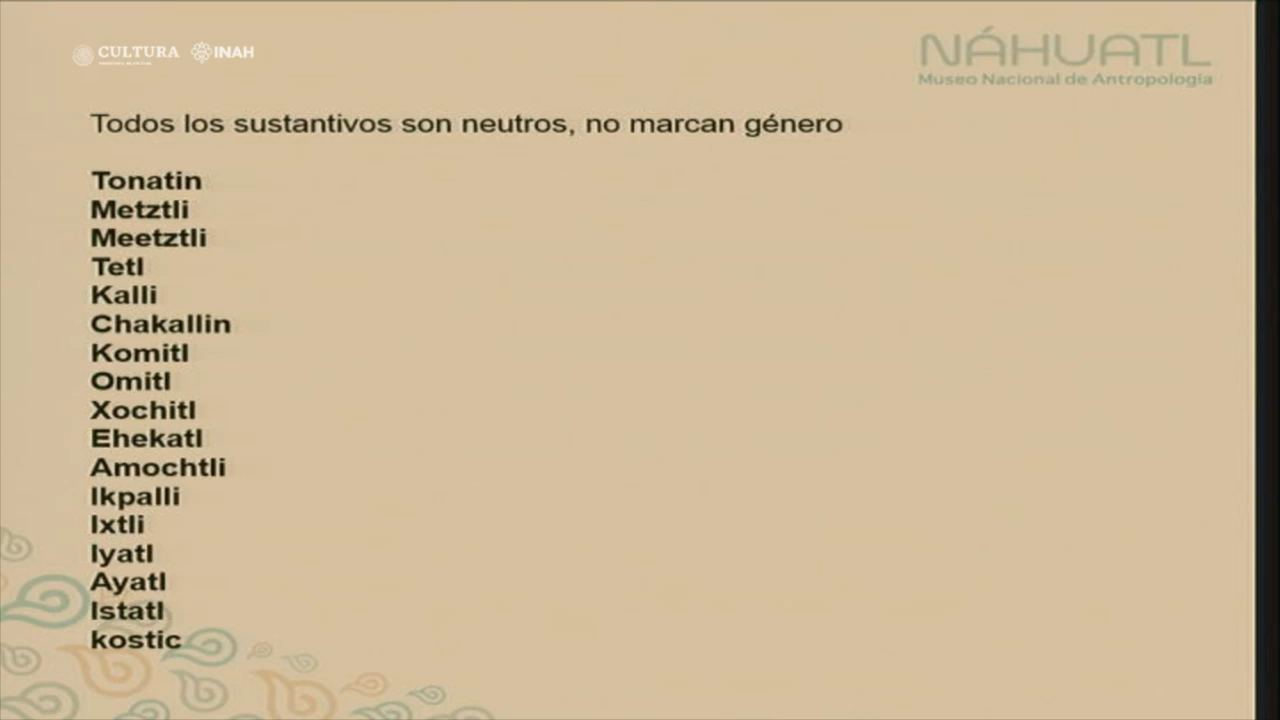 CULTURA
INAH
NÁHUATL
Museo Nacional de Antropología
Todos los sustantivos son neutros, no marcan género
Tonatin
Metztli
Meetztli
Tetl
Kalli
Chakallin
Komitl
Omitl
Xochitl
Ehekatl
Amochtli
Ikpalli
Ixtli
Iyatl
Ayatl
Istatl
kostic